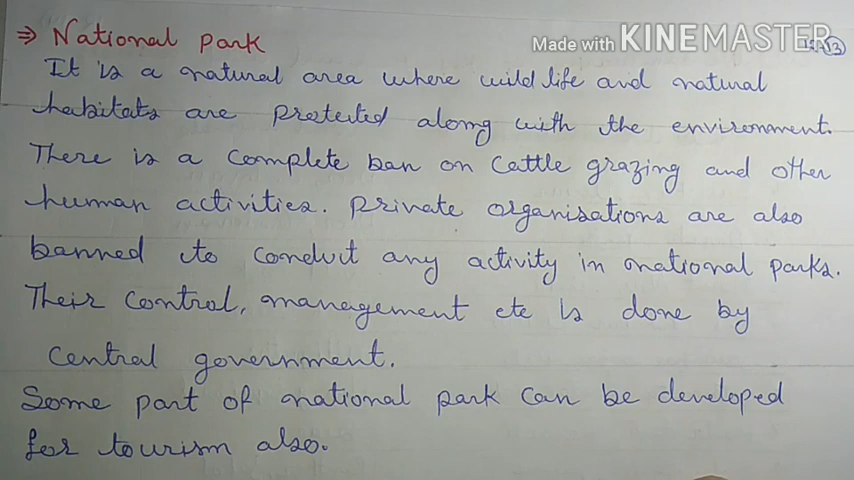 ⇒ National Park
Made with KINEMASTER
It is a natural area where wild life and natural
habitats are protected along with the environment.
There is a complete ban on cattle grazing and other
human activities. Private organisations are also
banned to conduct any activity in national parks.
Their control, management etc is done by
central government.
Some part of national park can be developed
for tourism also.